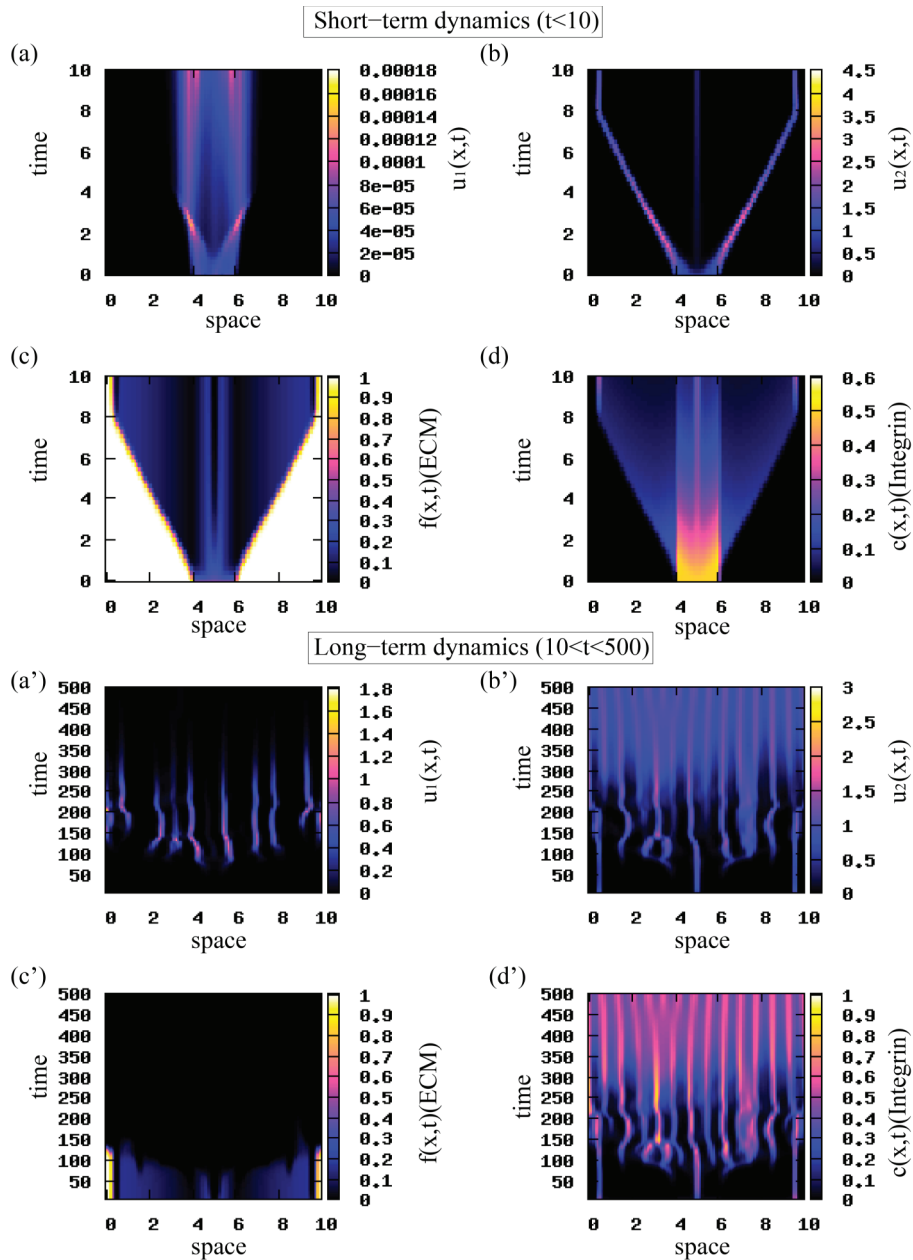 Short−term dynamics (t<10)
(a)
10
8
6
4
2
0
time
0 2 4 6 8 10
space
0.00018
0.00016
0.00014
0.00012
0.0001
8e-05
6e-05
4e-05
2e-05
0
u1(x,t)
(b)
10
8
6
4
2
0
time
0 2 4 6 8 10
space
4.5
4
3.5
3
2.5
2
1.5
1
0.5
0
u2(x,t)
(c)
10
8
6
4
2
0
time
0 2 4 6 8 10
space
1
0.9
0.8
0.7
0.6
0.5
0.4
0.3
0.2
0.1
0
f(x,t)(ECM)
(d)
10
8
6
4
2
0
time
0 2 4 6 8 10
space
0.6
0.5
0.4
0.3
0.2
0.1
0
c(x,t)(Integrin)
Long−term dynamics (10<t<500)
(a’)
500
450
400
350
300
250
200
150
100
50
time
0 2 4 6 8 10
space
1.8
1.6
1.4
1.2
1
0.8
0.6
0.4
0.2
0
u1(x,t)
(b’)
500
450
400
350
300
250
200
150
100
50
time
0 2 4 6 8 10
space
3
2.5
2
1.5
1
0.5
0
u2(x,t)
(c’)
500
450
400
350
300
250
200
150
100
50
time
0 2 4 6 8 10
space
1
0.9
0.8
0.7
0.6
0.5
0.4
0.3
0.2
0.1
0
f(x,t)(ECM)
(d’)
500
450
400
350
300
250
200
150
100
50
time
0 2 4 6 8 10
space
1
0.9
0.8
0.7
0.6
0.5
0.4
0.3
0.2
0.1
0
c(x,t)(Integrin)